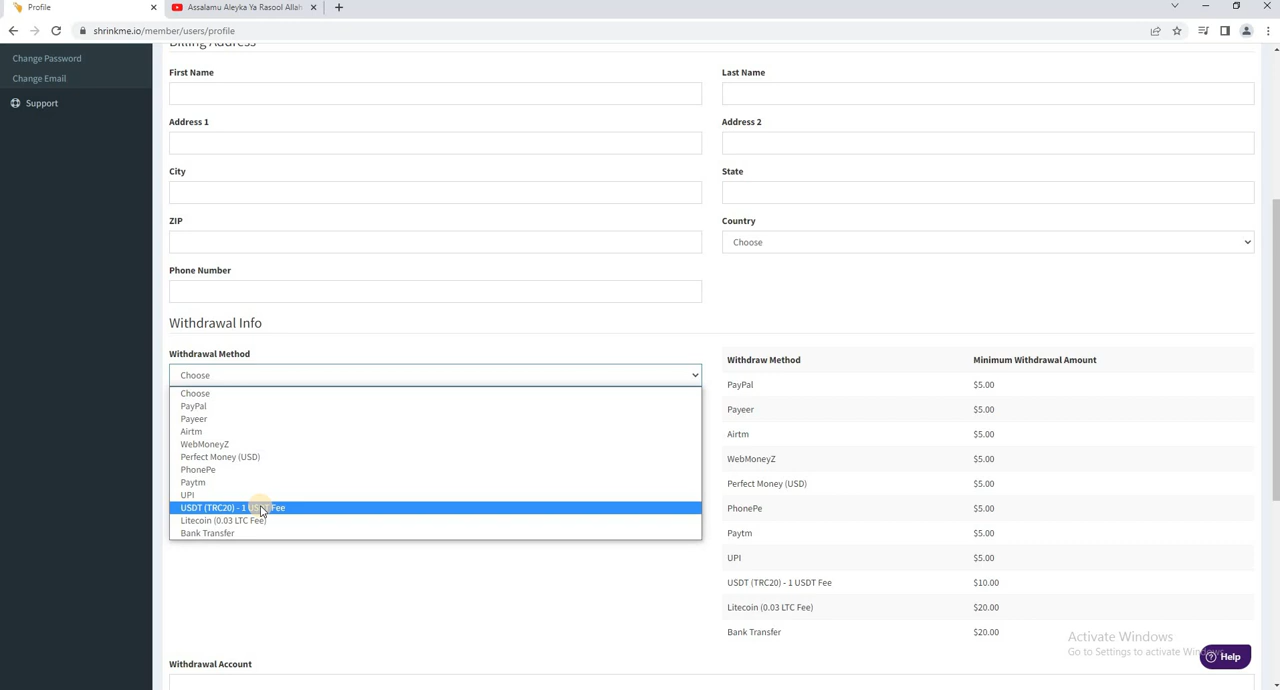 Profile
Assalamu Aleyka Ya Rasool Allah
shrinkme.io/member/users/profile
Billing Address
Change Password
Change Email
Support
First Name
Last Name
Address 1
Address 2
City
State
ZIP
Country
Choose
Phone Number
Withdrawal Info
Withdrawal Method
Choose
Choose
PayPal
Payeer
Airtm
WebMoneyZ
Perfect Money (USD)
PhonePe
Paytm
UPI
USDT (TRC20) - 1 USDT Fee
Litecoin (0.03 LTC Fee)
Bank Transfer
Withdraw Method Minimum Withdrawal Amount
PayPal $5.00
Payeer $5.00
Airtm $5.00
WebMoneyZ $5.00
Perfect Money (USD) $5.00
PhonePe $5.00
Paytm $5.00
UPI $5.00
USDT (TRC20) - 1 USDT Fee $10.00
Litecoin (0.03 LTC Fee) $20.00
Bank Transfer $20.00
Activate Windows
Go to Settings to activate Windows.
Help
Withdrawal Account